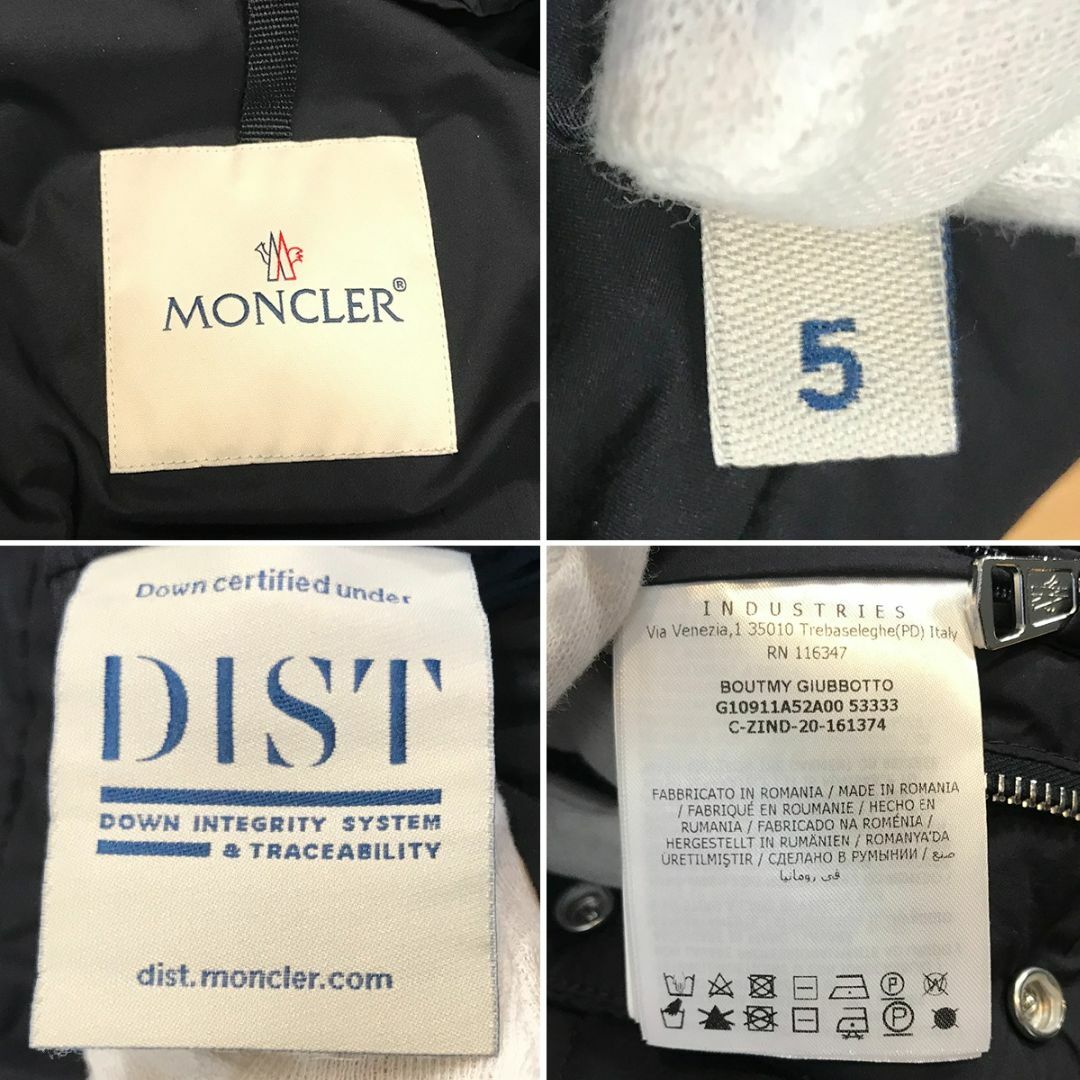 MONCLER®
5
Down certified under
DIST
DOWN INTEGRITY SYSTEM
& TRACEABILITY
dist.moncler.com
INDUSTRIES
Via Venezia,1 35010 Trebaseleghe(PD) Italy
RN 116347
BOUTMY GIUBBOTTO
G10911A52A00 53333
C-ZIND-20-161374
FABBRICATO IN ROMANIA / MADE IN ROMANIA
/ FABRIQUÉ EN ROUMANIE / HECHO EN
RUMANIA / FABRICADO NA ROMÉNIA /
HERGESTELLT IN RUMÄNIEN / ROMANYA'DA
ÜRETILMIŞTIR / СДЕЛАНО В РУМЫНИИ / صنع
في رومانيا